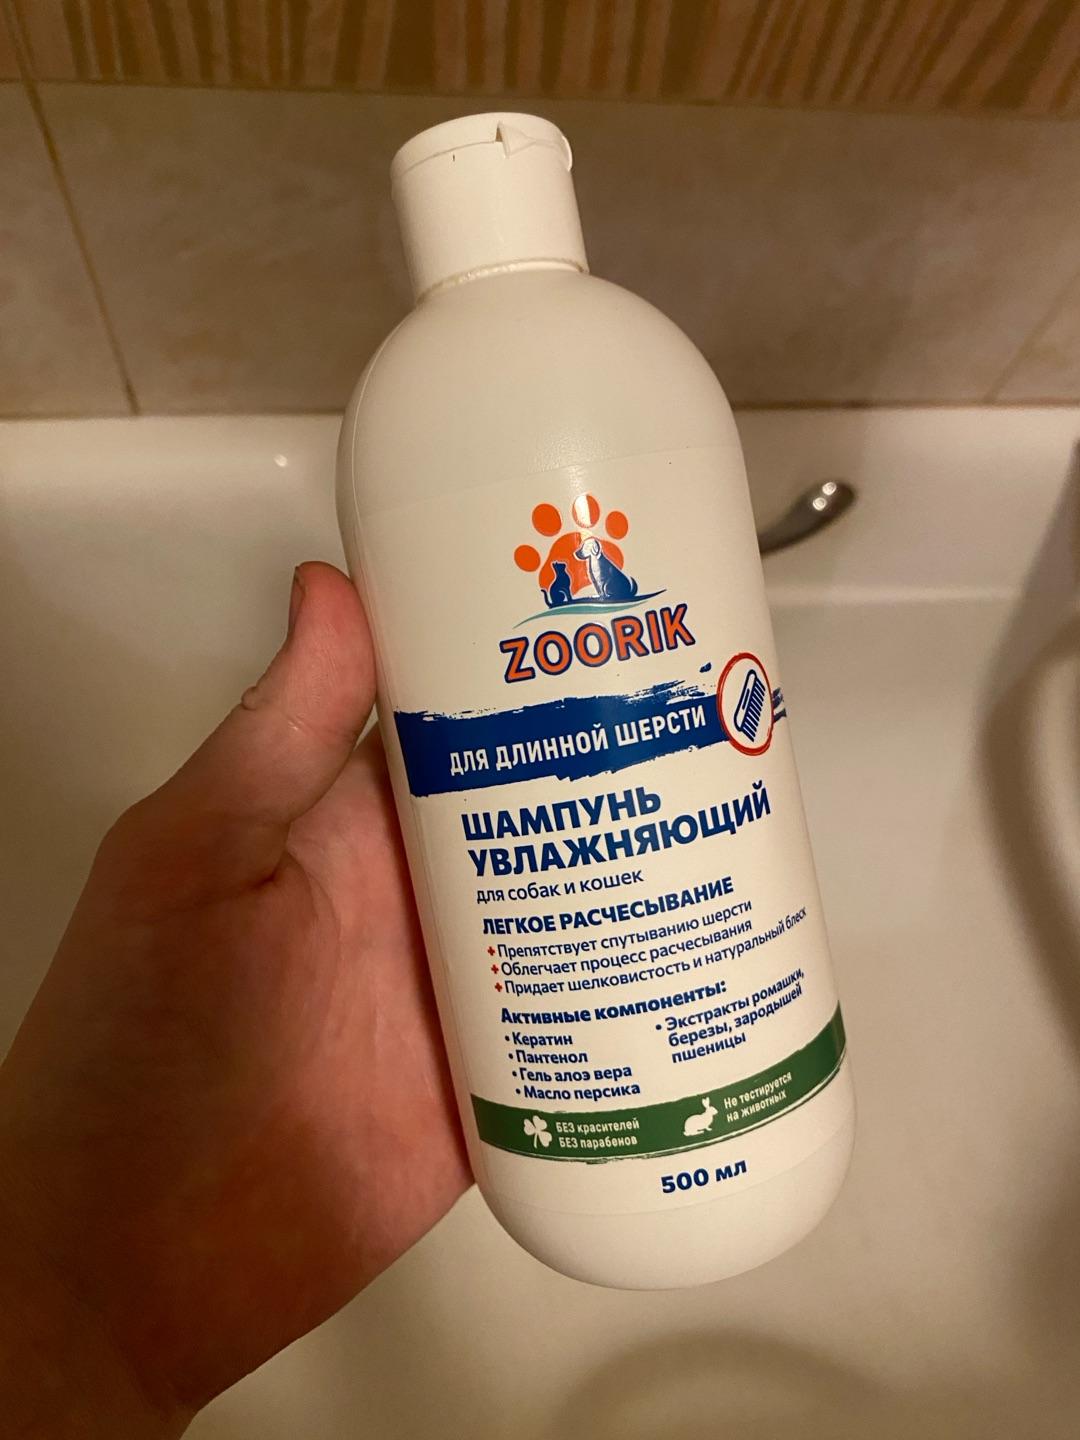 ZOORIK
ДЛЯ ДЛИННОЙ ШЕРСТИ
ШАМПУНЬ
УВЛАЖНЯЮЩИЙ
для собак и кошек
ЛЕГКОЕ РАСЧЕСЫВАНИЕ
+ Препятствует спутыванию шерсти
+ Облегчает процесс расчесывания
+ Придает шелковистость и натуральный блеск
Активные компоненты:
• Кератин
• Пантенол
• Гель алоэ вера
• Масло персика
• Экстракты ромашки,
березы, зародышей
пшеницы
БЕЗ красителей
БЕЗ парабенов
Не тестируется
на животных
500 мл